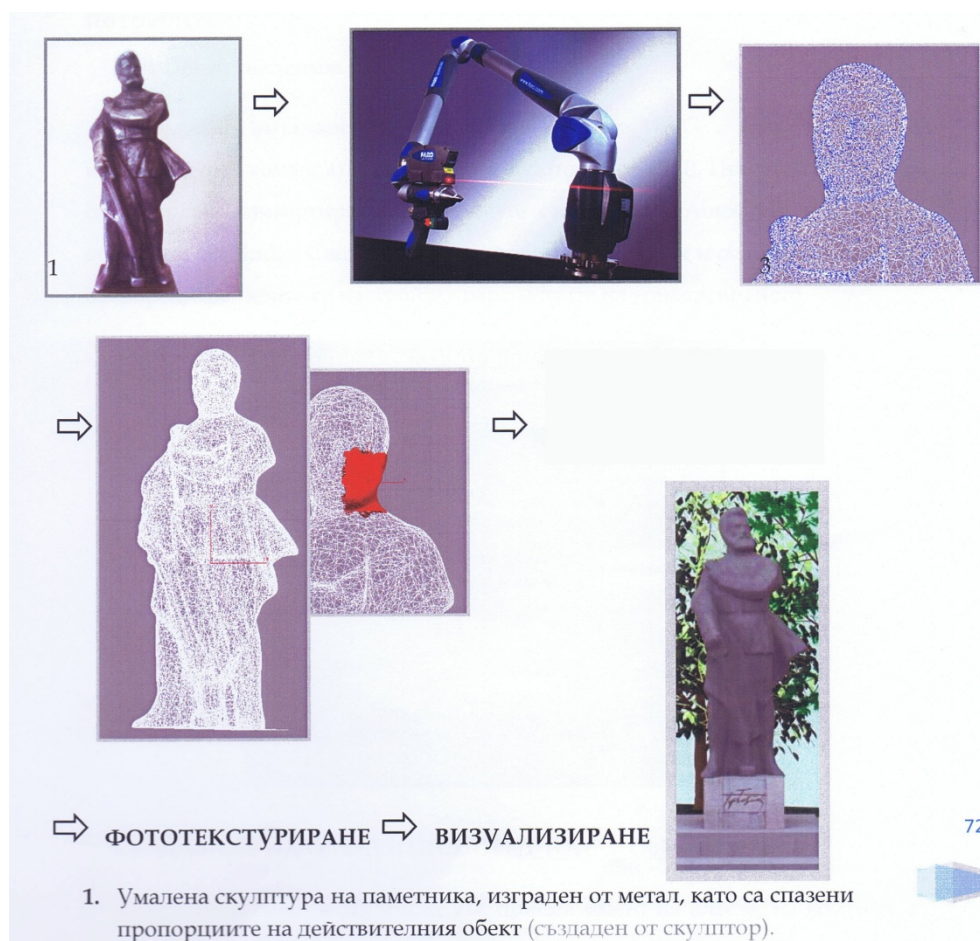 FARO
1
3
ФОТОТЕКСТУРИРАНЕ ВИЗУАЛИЗИРАНЕ
72
1. Умалена скулптура на паметника, изграден от метал, като са спазени
пропорциите на действителния обект (създаден от скулптор).